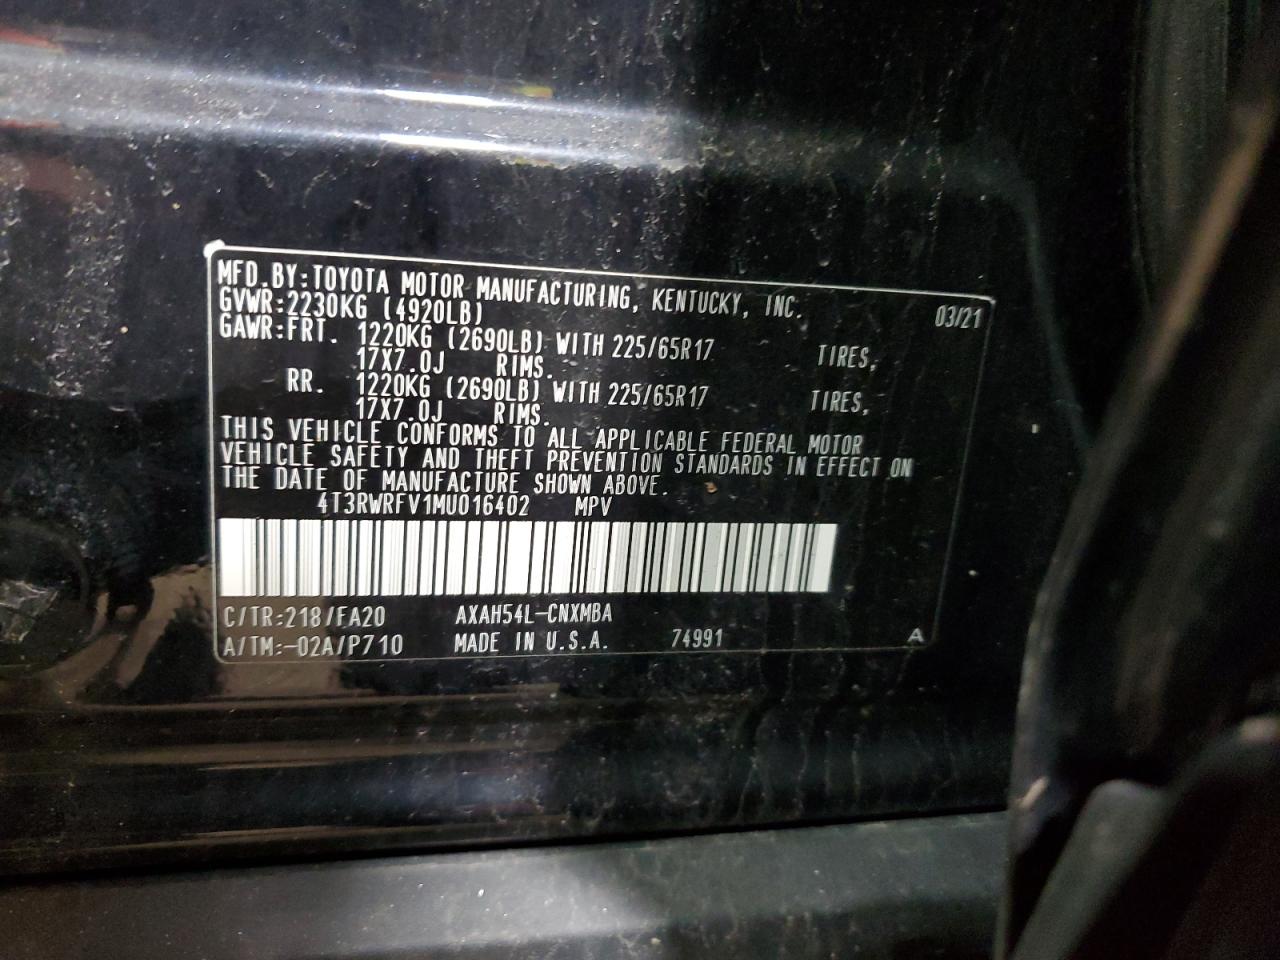 MFD.BY:TOYOTA MOTOR MANUFACTURING, KENTUCKY, INC. 03/21
GVWR:2230KG (4920LB)
GAWR:FRT. 1220KG (2690LB) WITH 225/65R17 TIRES,
17X7.0J RIMS.
RR. 1220KG (2690LB) WITH 225/65R17 TIRES,
17X7.0J RIMS.
THIS VEHICLE CONFORMS TO ALL APPLICABLE FEDERAL MOTOR
VEHICLE SAFETY AND THEFT PREVENTION STANDARDS IN EFFECT ON
THE DATE OF MANUFACTURE SHOWN ABOVE.
4T3RWRFV1MU016402 MPV
C/TR:218/FA20 AXAH54L-CNXMBA
A/TM:-02A/P710 MADE IN U.S.A. 74991 A